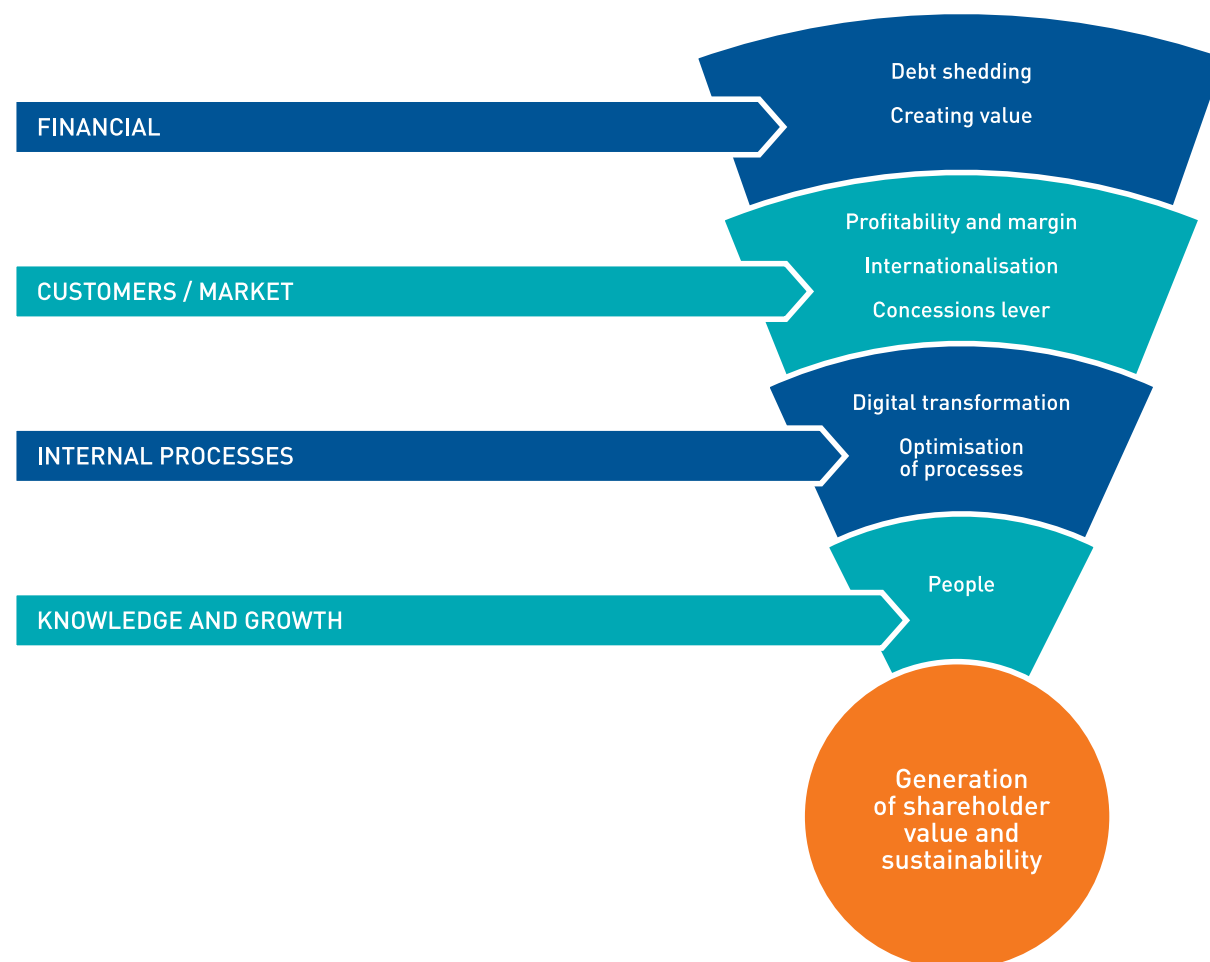 FINANCIAL
Debt shedding
Creating value
CUSTOMERS / MARKET
Profitability and margin
Internationalisation
Concessions lever
INTERNAL PROCESSES
Digital transformation
Optimisation
of processes
KNOWLEDGE AND GROWTH
People
Generation
of shareholder
value and
sustainability